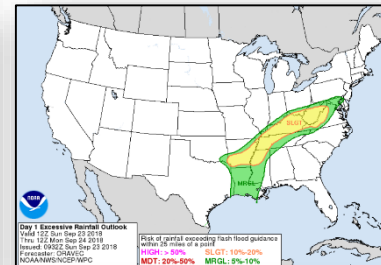 SLGT
MRGL
NOAA
Day 1 Excessive Rainfall Outlook
Valid 12Z Sun Sep 23 2018
Thru 12Z Mon Sep 24 2018
Issued: 0932Z Sun Sep 23 2018
Forecaster: ORAVEC
NOAA/NWS/NCEP/WPC
Risk of rainfall exceeding flash flood guidance
within 25 miles of a point
HIGH: > 50% SLGT: 10%-20%
MDT: 20%-50% MRGL: 5%-10%